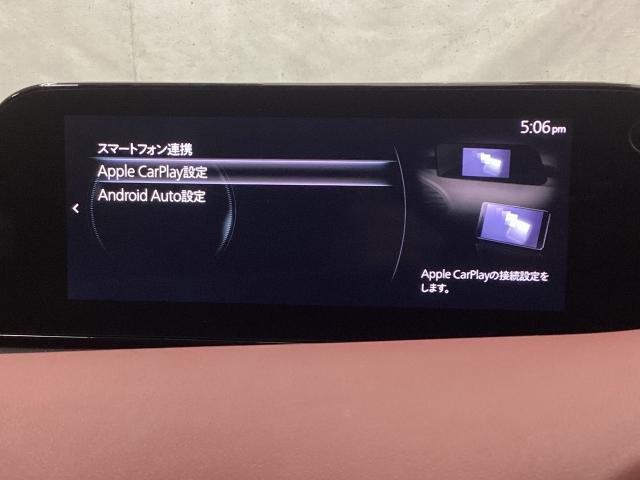 5:06pm
スマートフォン連携
Apple CarPlay設定
Android Auto設定
Apple CarPlayの接続設定を
します。